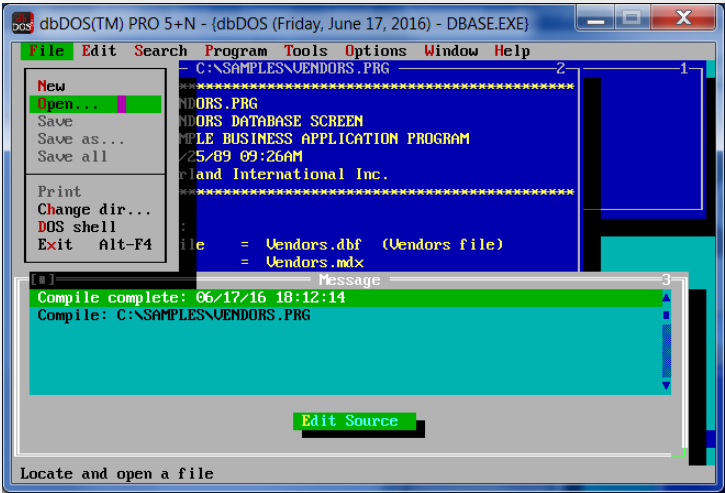 dbDOS(TM) PRO 5+N - {dbDOS (Friday, June 17, 2016) - DBASE.EXE}
File Edit Search Program Tools Options Window Help
C:\SAMPLES\VENDORS.PRG 2 1
New
Open...
Save
Save as...
Save all
Print
Change dir...
DOS shell
Exit Alt-F4
***********************************************
NDORS.PRG
NDORS DATABASE SCREEN
MPLE BUSINESS APPLICATION PROGRAM
/25/89 09:26AM
rland International Inc.
***********************************************
:
ile = Vendors.dbf (Vendors file)
= Vendors.mdx
Message 3
Compile complete: 06/17/16 18:12:14
Compile: C:\SAMPLES\VENDORS.PRG
Edit Source
Locate and open a file